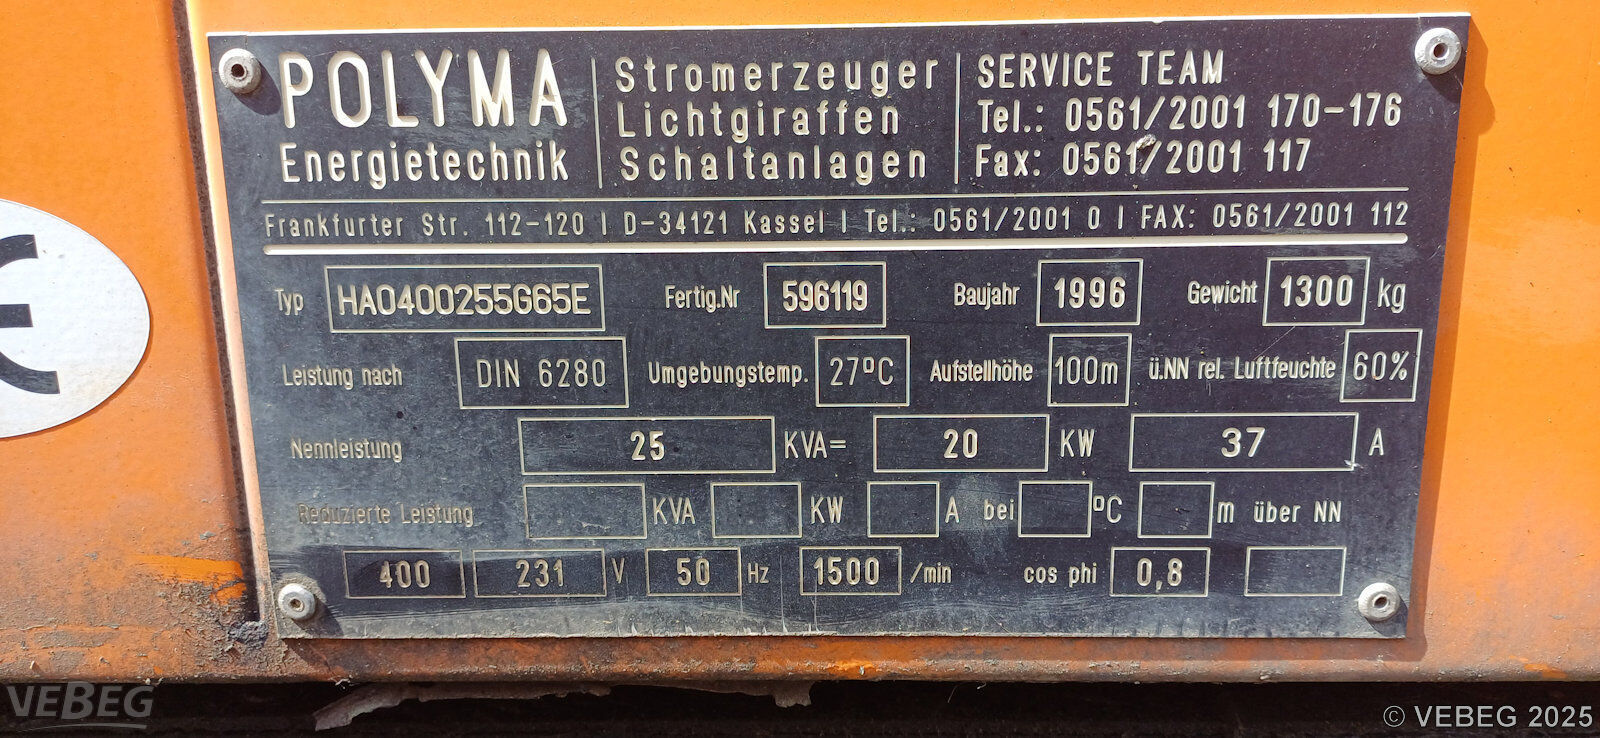 POLYMA
Energietechnik
Stromerzeuger
Lichtgiraffen
Schaltanlagen
SERVICE TEAM
Tel.: 0561/2001 170-176
Fax: 0561/2001 117
Frankfurter Str. 112-120 | D-34121 Kassel | Tel.: 0561/2001 0 | FAX: 0561/2001 112
Typ HA0400255G65E Fertig.Nr 596119 Baujahr 1996 Gewicht 1300 kg
Leistung nach DIN 6280 Umgebungstemp. 27°C Aufstellhöhe 100m ü.NN rel. Luftfeuchte 60%
Nennleistung 25 KVA= 20 KW 37 A
Reduzierte Leistung KVA KW A bei °C m über NN
400 231 V 50 Hz 1500 /min cos phi 0,8
CE
VEBEG
© VEBEG 2025